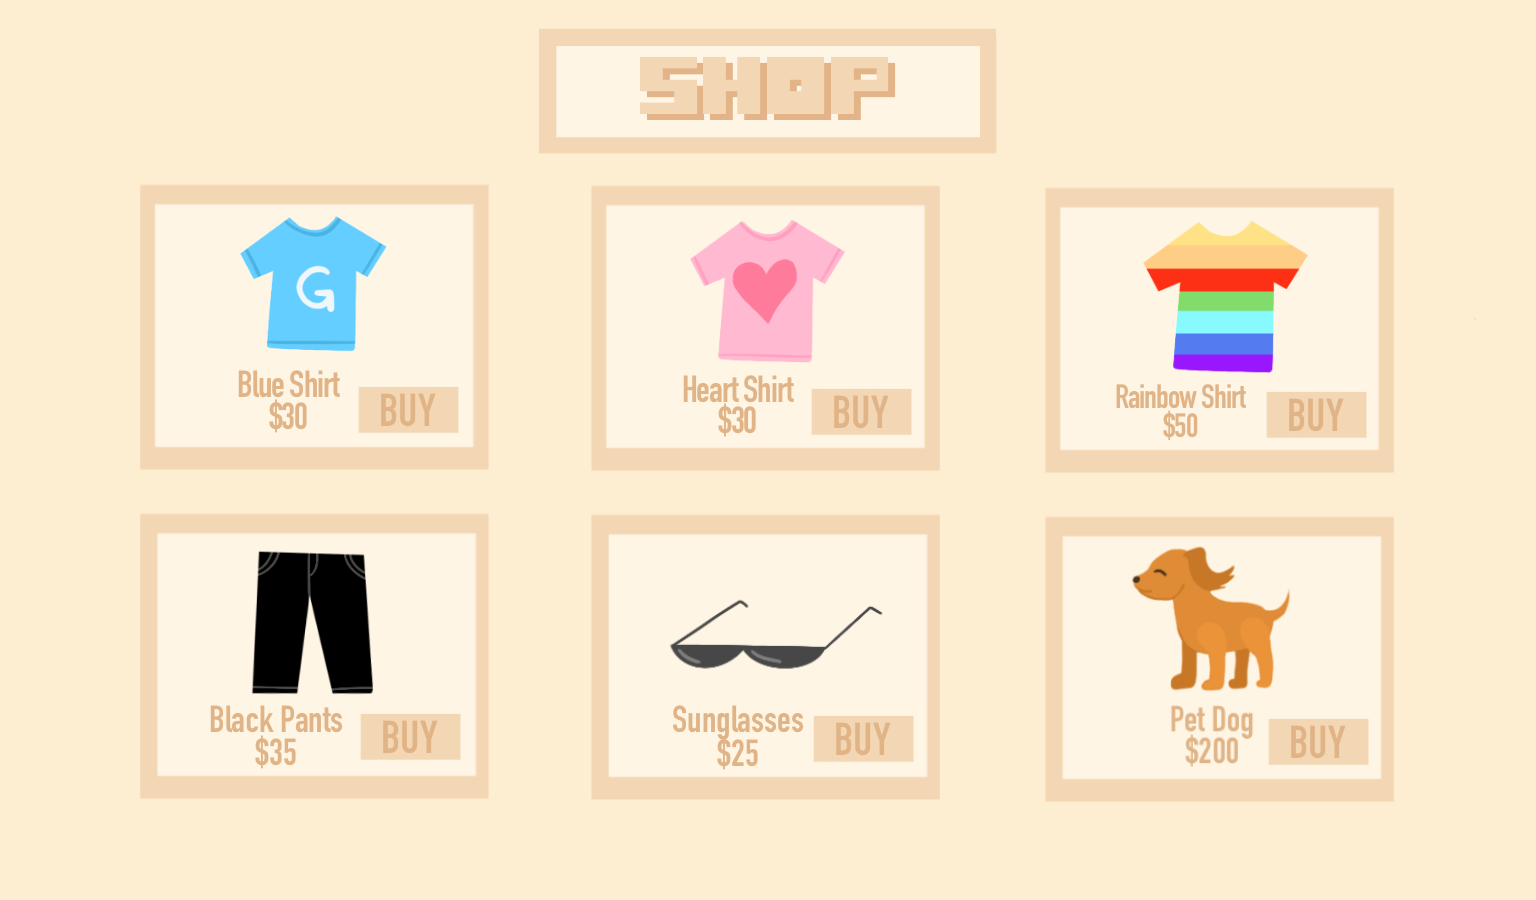 SHOP
G
Blue Shirt
$30
BUY
Heart Shirt
$30
BUY
Rainbow Shirt
$50
BUY
Black Pants
$35
BUY
Sunglasses
$25
BUY
Pet Dog
$200
BUY